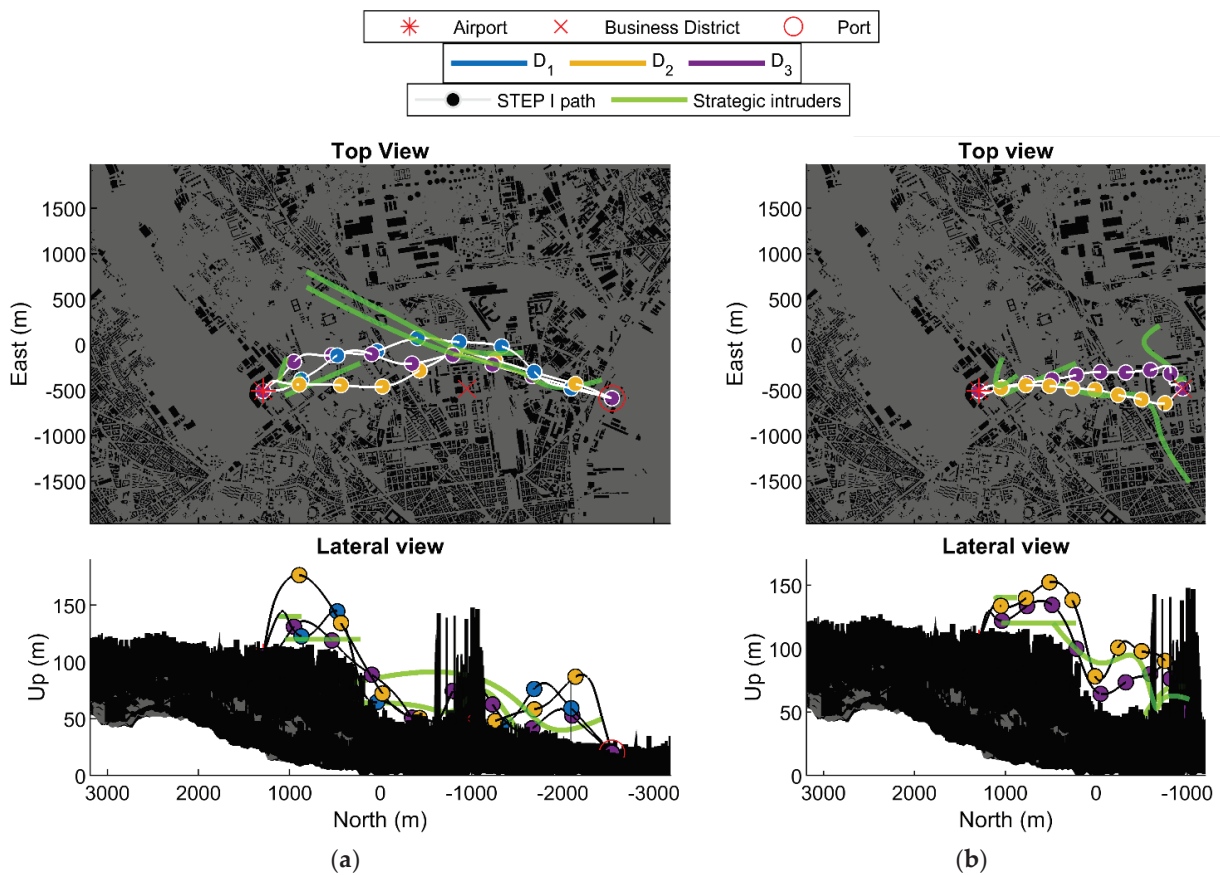 Airport Business District Port
D1 D2 D3
STEP I path Strategic intruders
Top View
East (m)
1500
1000
500
0
-500
-1000
-1500
Lateral view
Up (m)
150
100
50
0
3000 2000 1000 0 -1000 -2000 -3000
North (m)
(a)
Top view
East (m)
1500
1000
500
0
-500
-1000
-1500
Lateral view
Up (m)
150
100
50
0
3000 2000 1000 0 -1000
North (m)
(b)